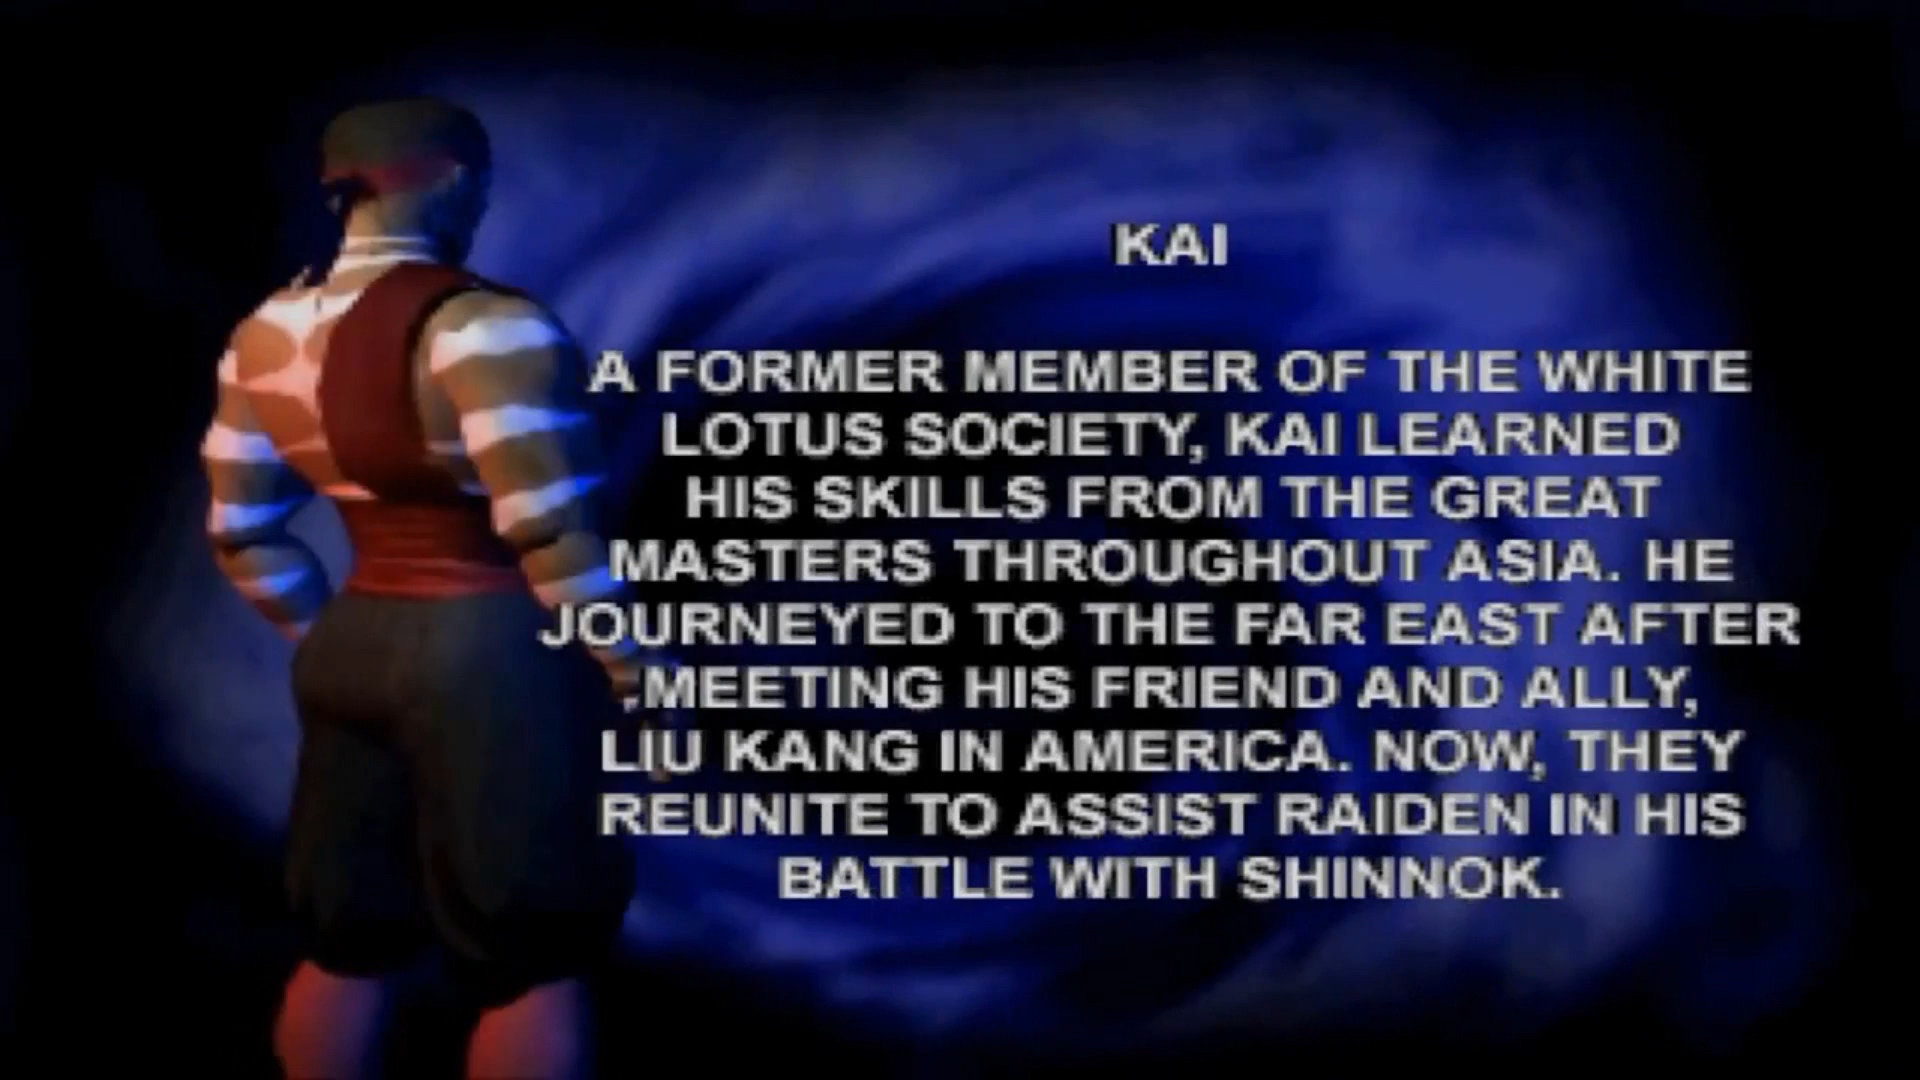 KAI
A FORMER MEMBER OF THE WHITE
LOTUS SOCIETY, KAI LEARNED
HIS SKILLS FROM THE GREAT
MASTERS THROUGHOUT ASIA. HE
JOURNEYED TO THE FAR EAST AFTER
MEETING HIS FRIEND AND ALLY,
LIU KANG IN AMERICA. NOW, THEY
REUNITE TO ASSIST RAIDEN IN HIS
BATTLE WITH SHINNOK.